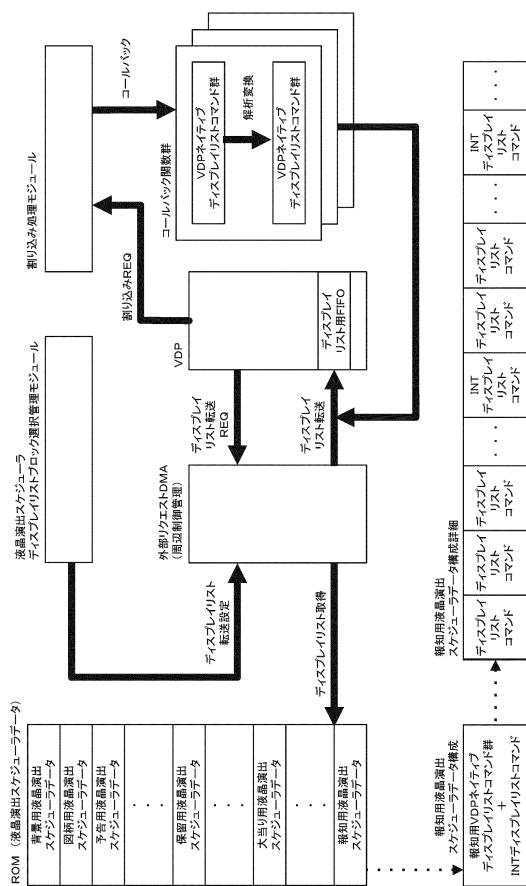 ROM（液晶演出スケジューラデータ）
背景用液晶演出
スケジューラデータ
図柄用液晶演出
スケジューラデータ
予告用液晶演出
スケジューラデータ
・
・
・
保留用液晶演出
スケジューラデータ
・
・
大当り用液晶演出
スケジューラデータ
・
・
報知用液晶演出
スケジューラデータ
液晶演出スケジューラ
ディスプレイリストブロック選択管理モジュール
ディスプレイリスト
転送設定
ディスプレイリスト取得
外部リクエストDMA
（周辺制御管理）
ディスプレイ
リスト転送
REQ
ディスプレイ
リスト転送
VDP
ディスプレイ
リスト用FIFO
割り込みREQ
割り込み処理モジュール
コールバック
コールバック関数群
VDPネイティブ
ディスプレイリストコマンド群
解析変換
VDPネイティブ
ディスプレイリストコマンド群
報知用液晶演出
スケジューラデータ構成
報知用VDPネイティブ
ディスプレイリストコマンド群
＋
INTディスプレイリストコマンド
報知用液晶演出
スケジューラデータ構成詳細
ディスプレイ
リスト
コマンド
ディスプレイ
リスト
コマンド
ディスプレイ
リスト
コマンド
・・・
INT
ディスプレイ
リスト
コマンド
ディスプレイ
リスト
コマンド
ディスプレイ
リスト
コマンド
・・・
INT
ディスプレイ
リスト
コマンド
・・・